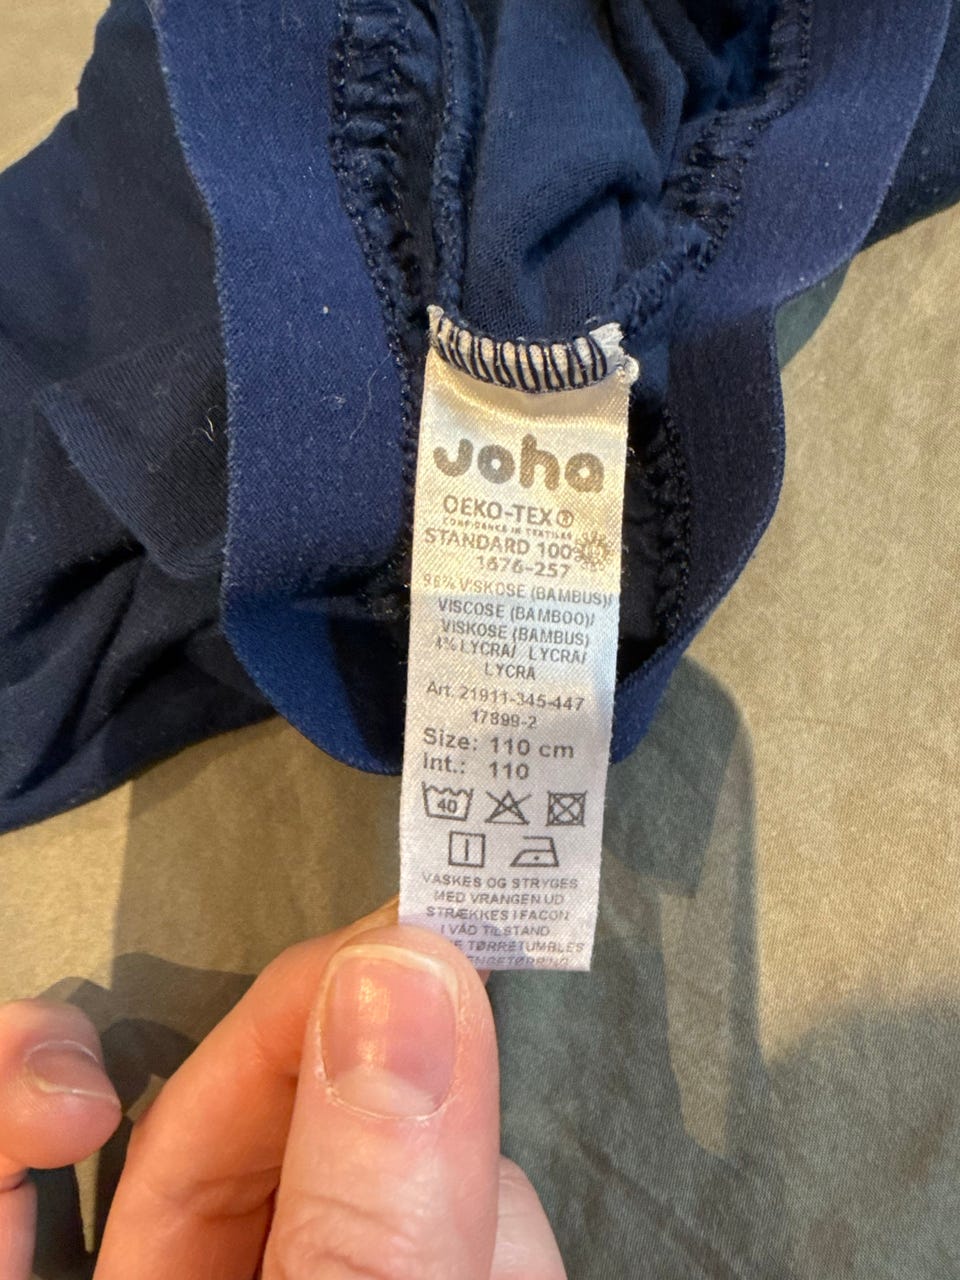 Joha
OEKO-TEX®
CONFIDENCE IN TEXTILES
STANDARD 100
1676-257
96% VISKOSE (BAMBUS)/
VISCOSE (BAMBOO)/
VISKOSE (BAMBUS)
4% LYCRA/ LYCRA/
LYCRA
Art. 21911-345-447
17899-2
Size: 110 cm
Int.: 110
40
VASKES OG STRYGES
MED VRANGEN UD
STRÆKKES I FACON
I VÅD TILSTAND
TØRRETUMBLES